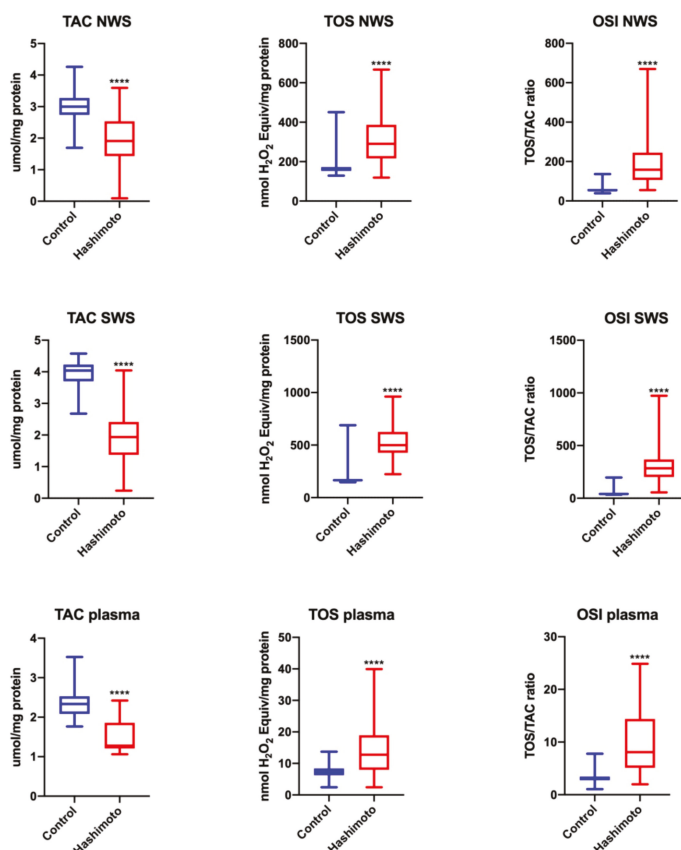 TAC NWS
umol/mg protein
5
4
3
2
1
0
****
Control
Hashimoto
TOS NWS
nmol H₂O₂ Equiv/mg protein
800
600
400
200
0
****
Control
Hashimoto
OSI NWS
TOS/TAC ratio
800
600
400
200
0
****
Control
Hashimoto
TAC SWS
umol/mg protein
5
4
3
2
1
0
****
Control
Hashimoto
TOS SWS
nmol H₂O₂ Equiv/mg protein
1500
1000
500
0
****
Control
Hashimoto
OSI SWS
TOS/TAC ratio
1500
1000
500
0
****
Control
Hashimoto
TAC plasma
umol/mg protein
4
3
2
1
0
****
Control
Hashimoto
TOS plasma
nmol H₂O₂ Equiv/mg protein
50
40
30
20
10
0
****
Control
Hashimoto
OSI plasma
TOS/TAC ratio
30
20
10
0
****
Control
Hashimoto